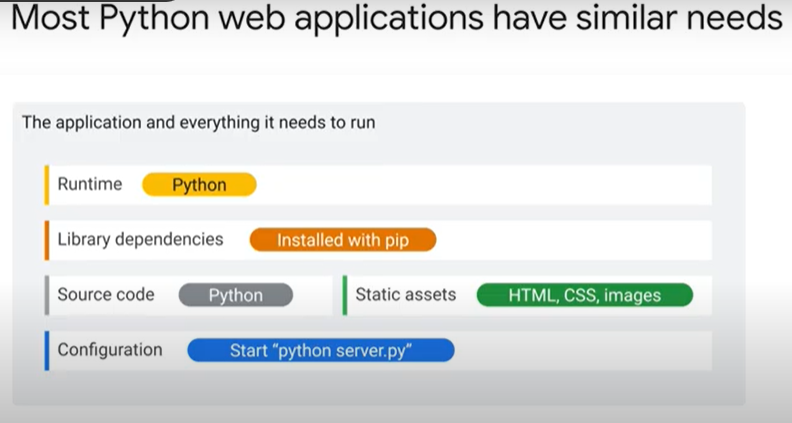 Most Python web applications have similar needs
The application and everything it needs to run
Runtime Python
Library dependencies Installed with pip
Source code Python Static assets HTML, CSS, images
Configuration Start “python server.py”